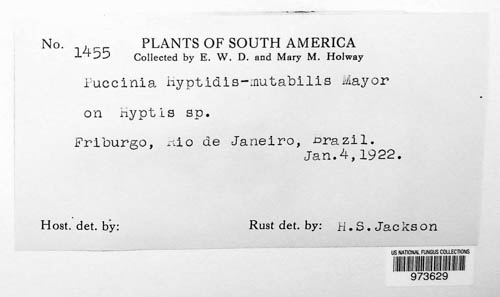 No. 1455 PLANTS OF SOUTH AMERICA
Collected by E. W. D. and Mary M. Holway
Puccinia Hyptidis-mutabilis Mayor
on Hyptis sp.
Friburgo, Rio de Janeiro, Brazil.
Jan.4,1922.
Host. det. by: Rust det. by: H.S.Jackson
US NATIONAL FUNGUS COLLECTIONS
973629